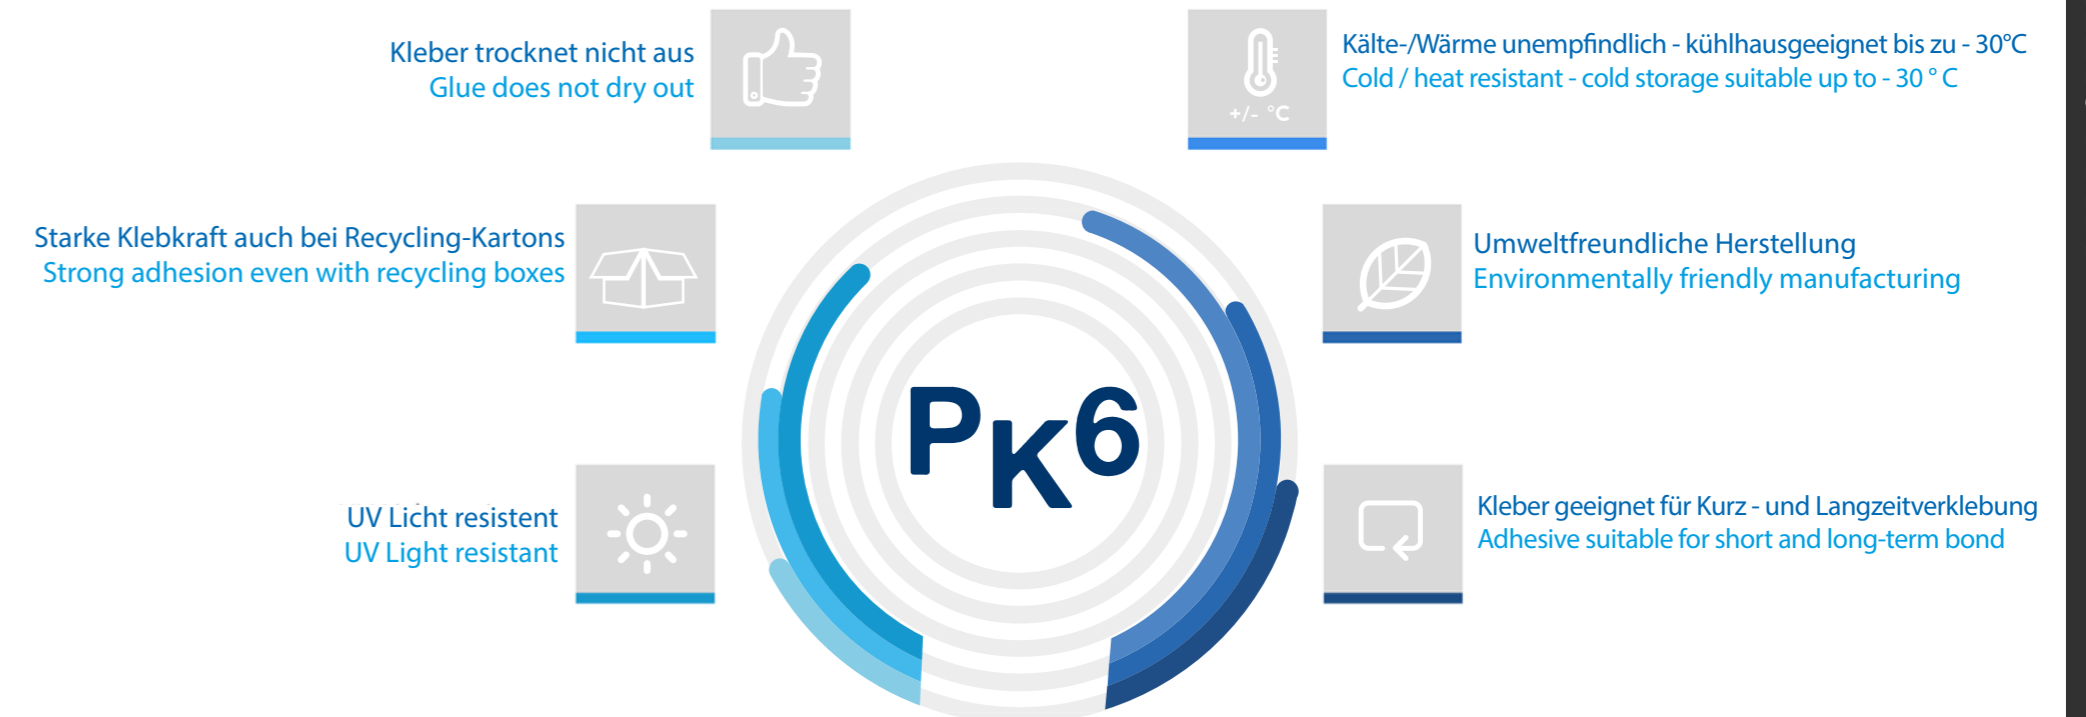 Kleber trocknet nicht aus
Glue does not dry out
+/- °C
Kälte-/Wärme unempfindlich - kühlhausgeeignet bis zu - 30°C
Cold / heat resistant - cold storage suitable up to - 30 ° C
Starke Klebkraft auch bei Recycling-Kartons
Strong adhesion even with recycling boxes
Umweltfreundliche Herstellung
Environmentally friendly manufacturing
PK6
UV Licht resistent
UV Light resistant
Kleber geeignet für Kurz - und Langzeitverklebung
Adhesive suitable for short and long-term bond